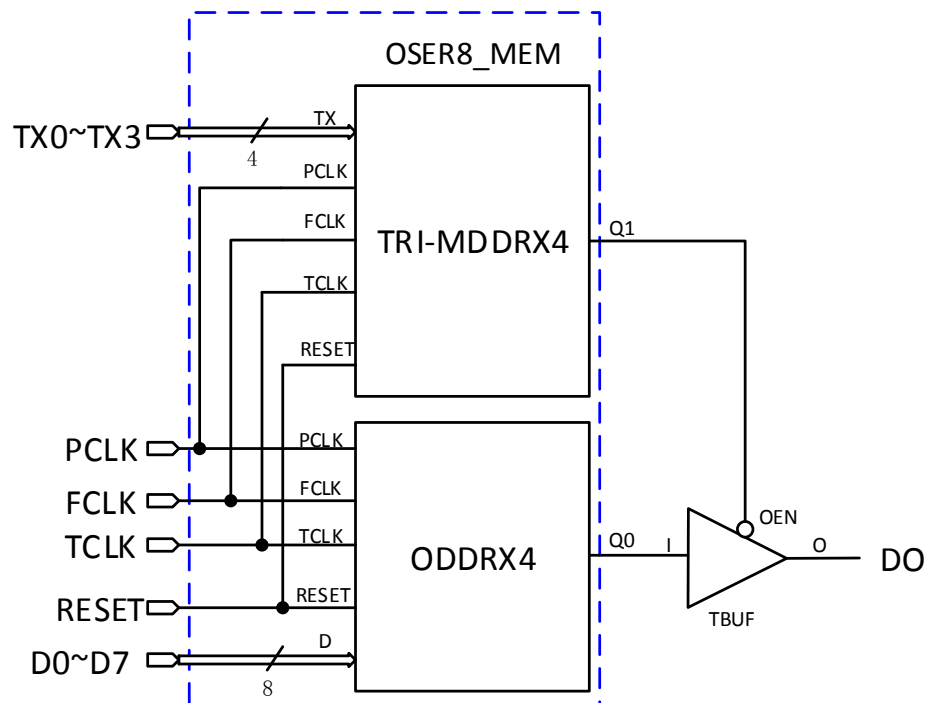 OSER8_MEM
TX0~TX3
TX
4
PCLK
FCLK
TCLK
RESET
TRI-MDDRX4
Q1
PCLK
FCLK
TCLK
RESET
D0~D7
PCLK
FCLK
TCLK
RESET
D
8
ODDRX4
Q0
I
OEN
O
TBUF
DO